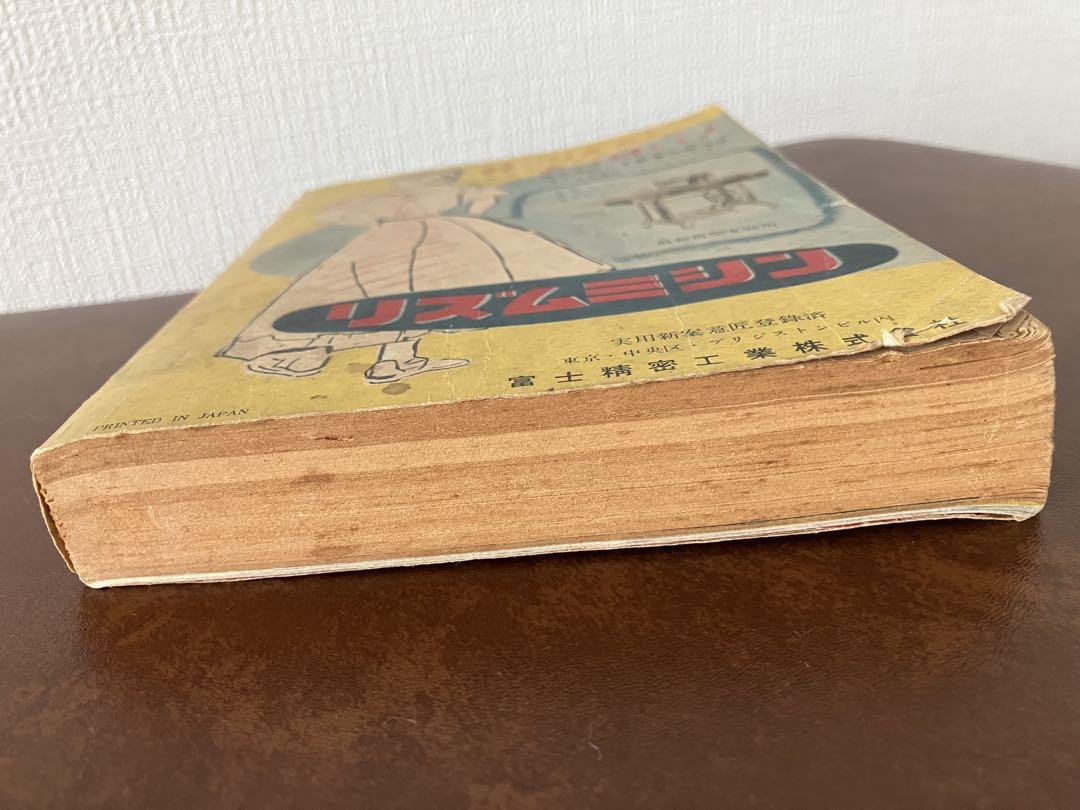 リズムミシン
実用新案意匠登録済
東京・中央区・ブリジストンビル内
富士精密工業株式会社
PRINTED IN JAPAN